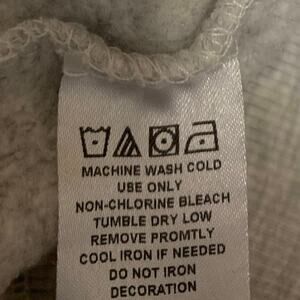 MACHINE WASH COLD
USE ONLY
NON-CHLORINE BLEACH
TUMBLE DRY LOW
REMOVE PROMTLY
COOL IRON IF NEEDED
DO NOT IRON
DECORATION